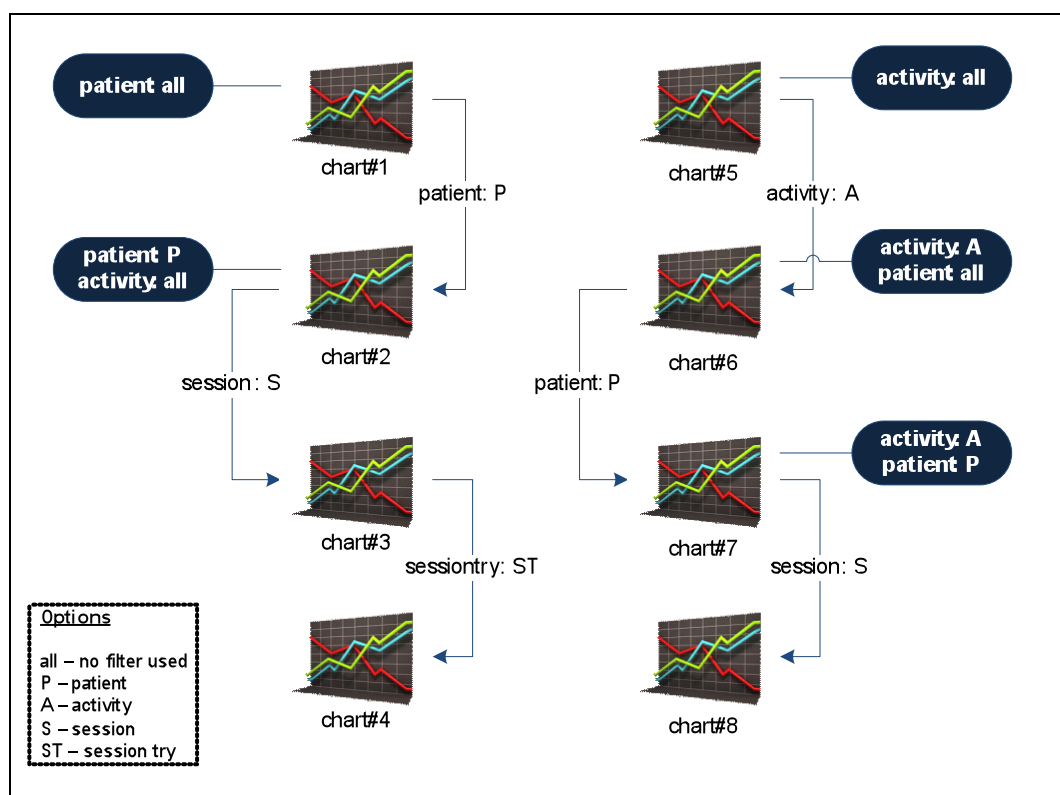 patient: all
chart#1
patient: P
patient: P
activity: all
chart#2
session: S
chart#3
sessiontry: ST
chart#4
activity: all
chart#5
activity: A
activity: A
patient: all
chart#6
patient: P
activity: A
patient: P
chart#7
session: S
chart#8
Options
all – no filter used
P – patient
A – activity
S – session
ST – session try